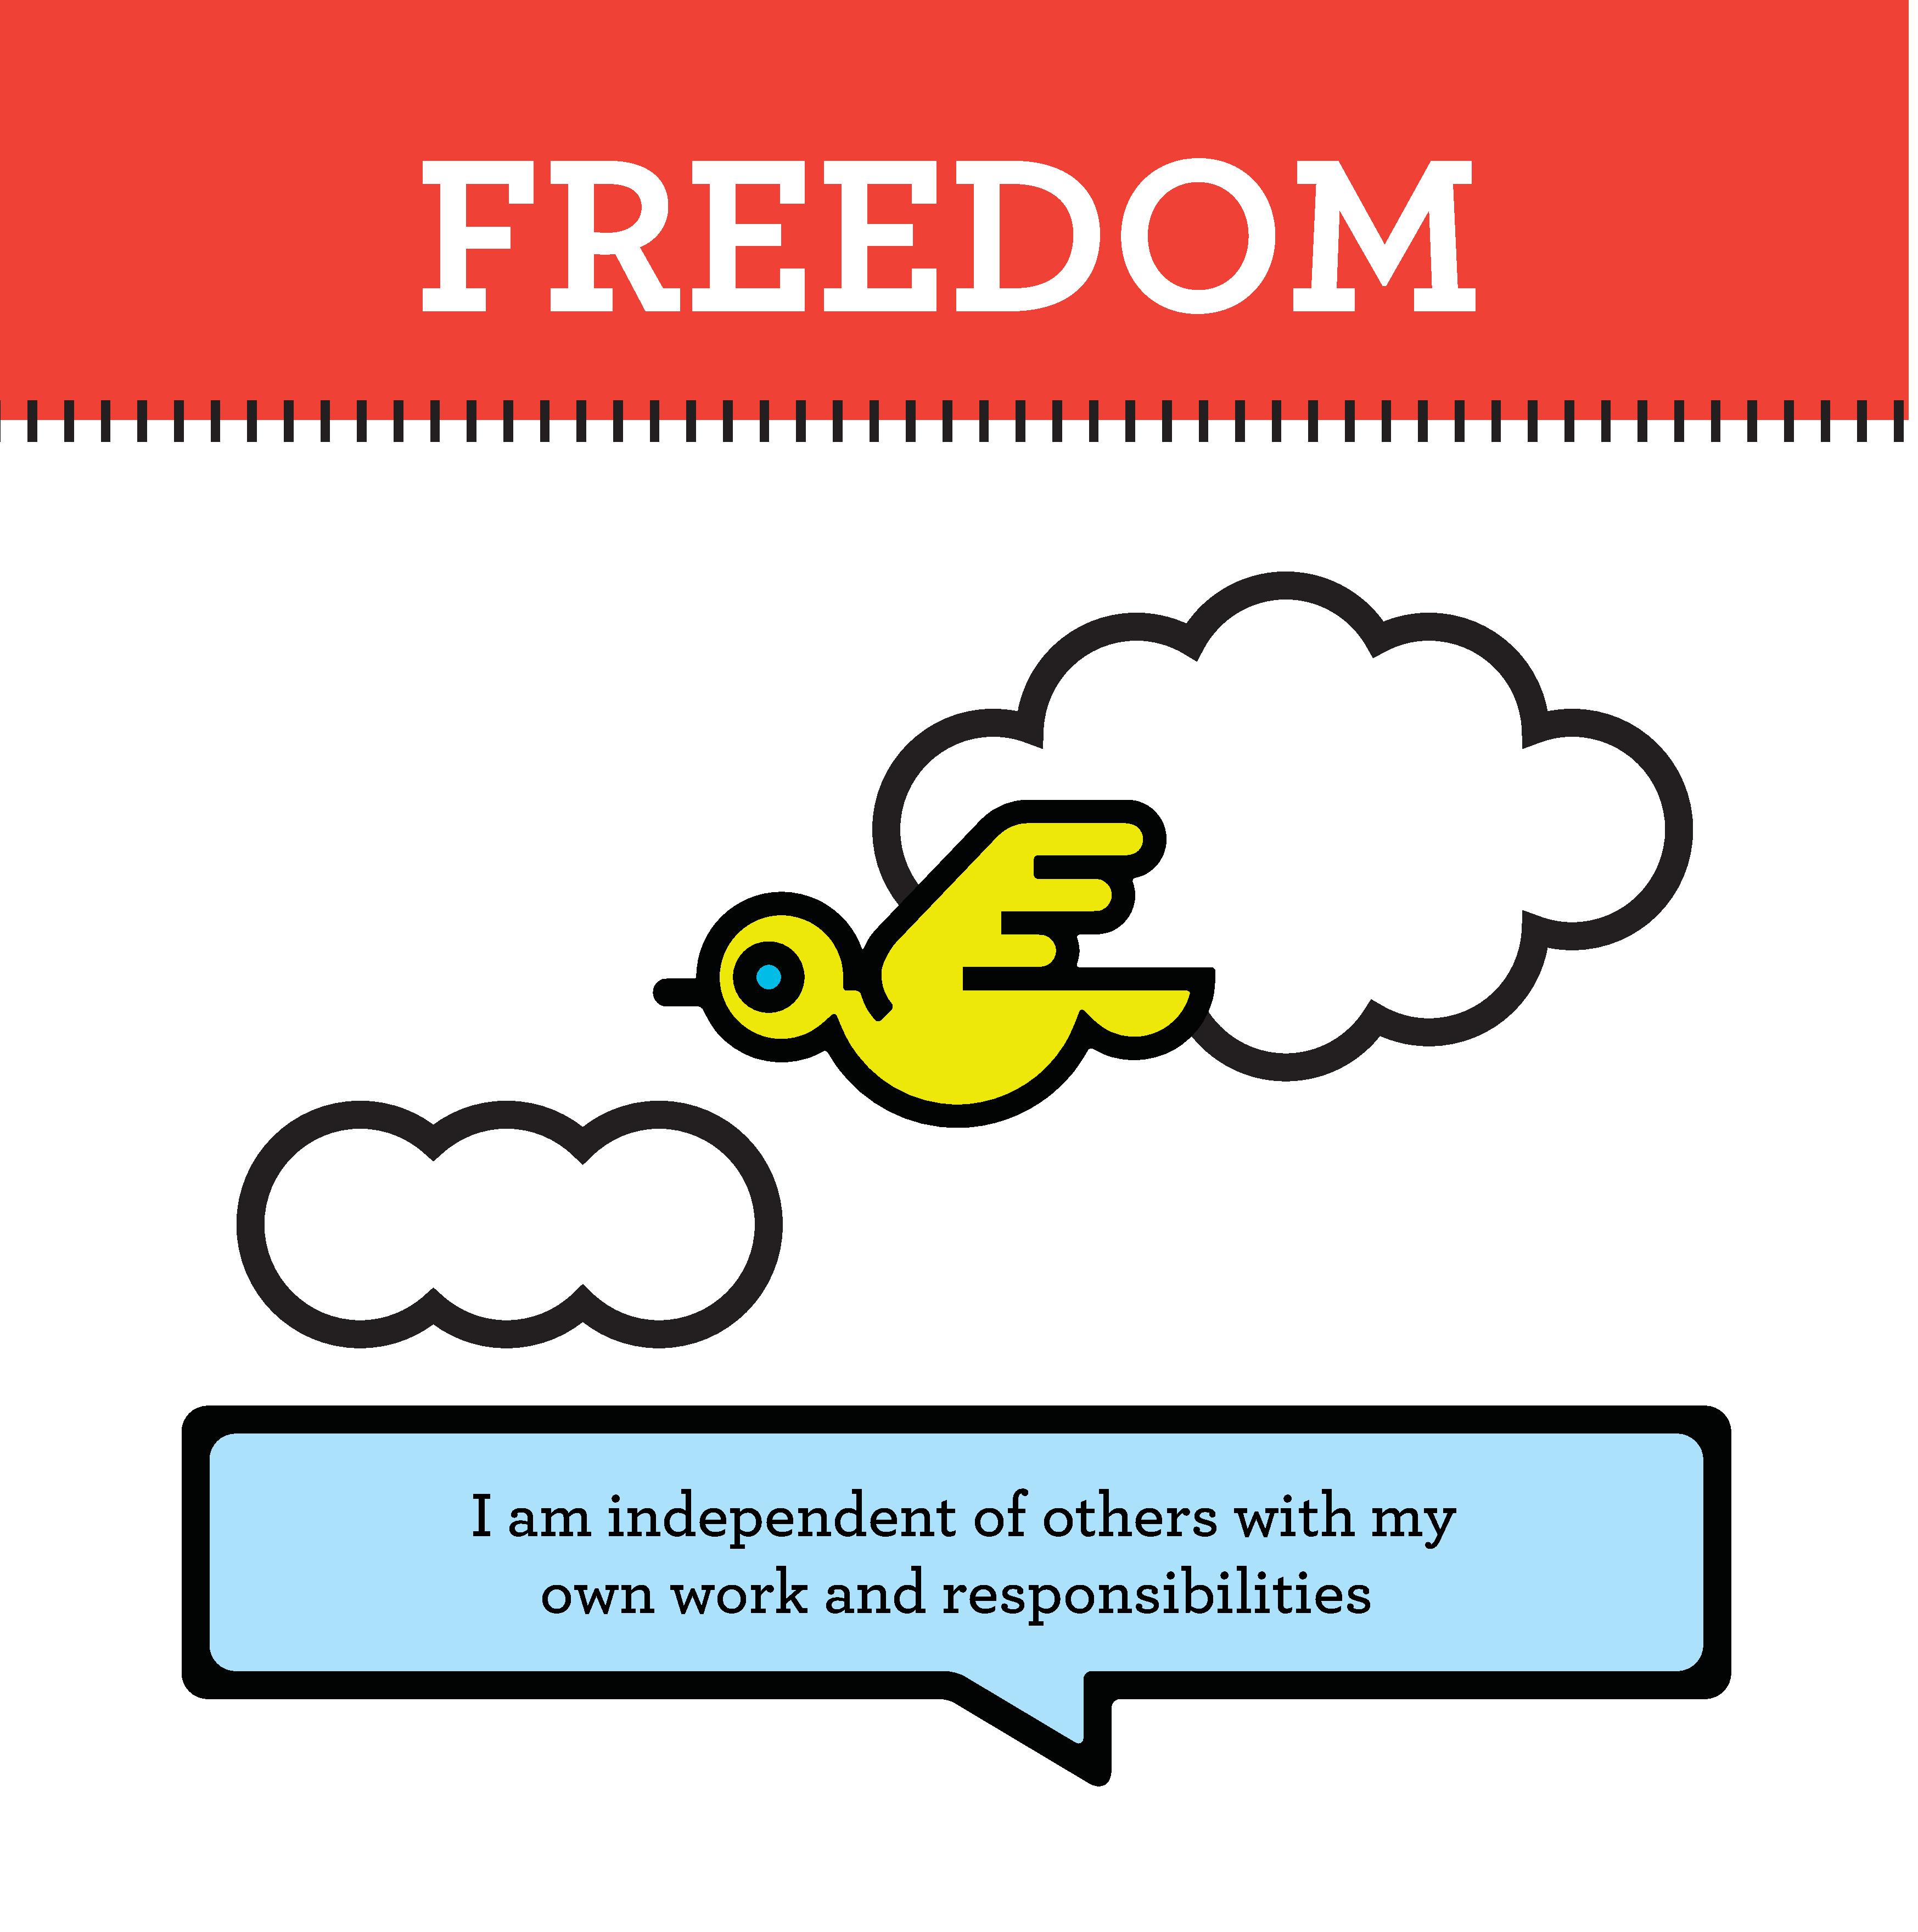 FREEDOM
I am independent of others with my
own work and responsibilities